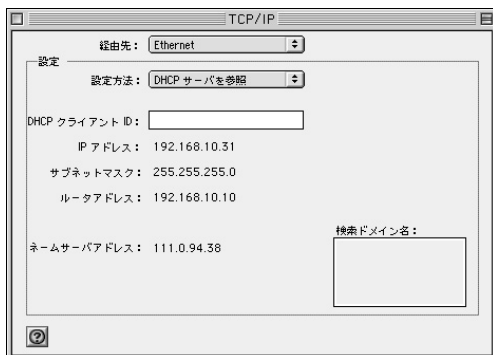 TCP/IP
経由先： Ethernet
設定
設定方法： DHCP サーバを参照
DHCP クライアント ID：
IP アドレス： 192.168.10.31
サブネットマスク： 255.255.255.0
ルータアドレス： 192.168.10.10
検索ドメイン名：
ネームサーバアドレス： 111.0.94.38
?